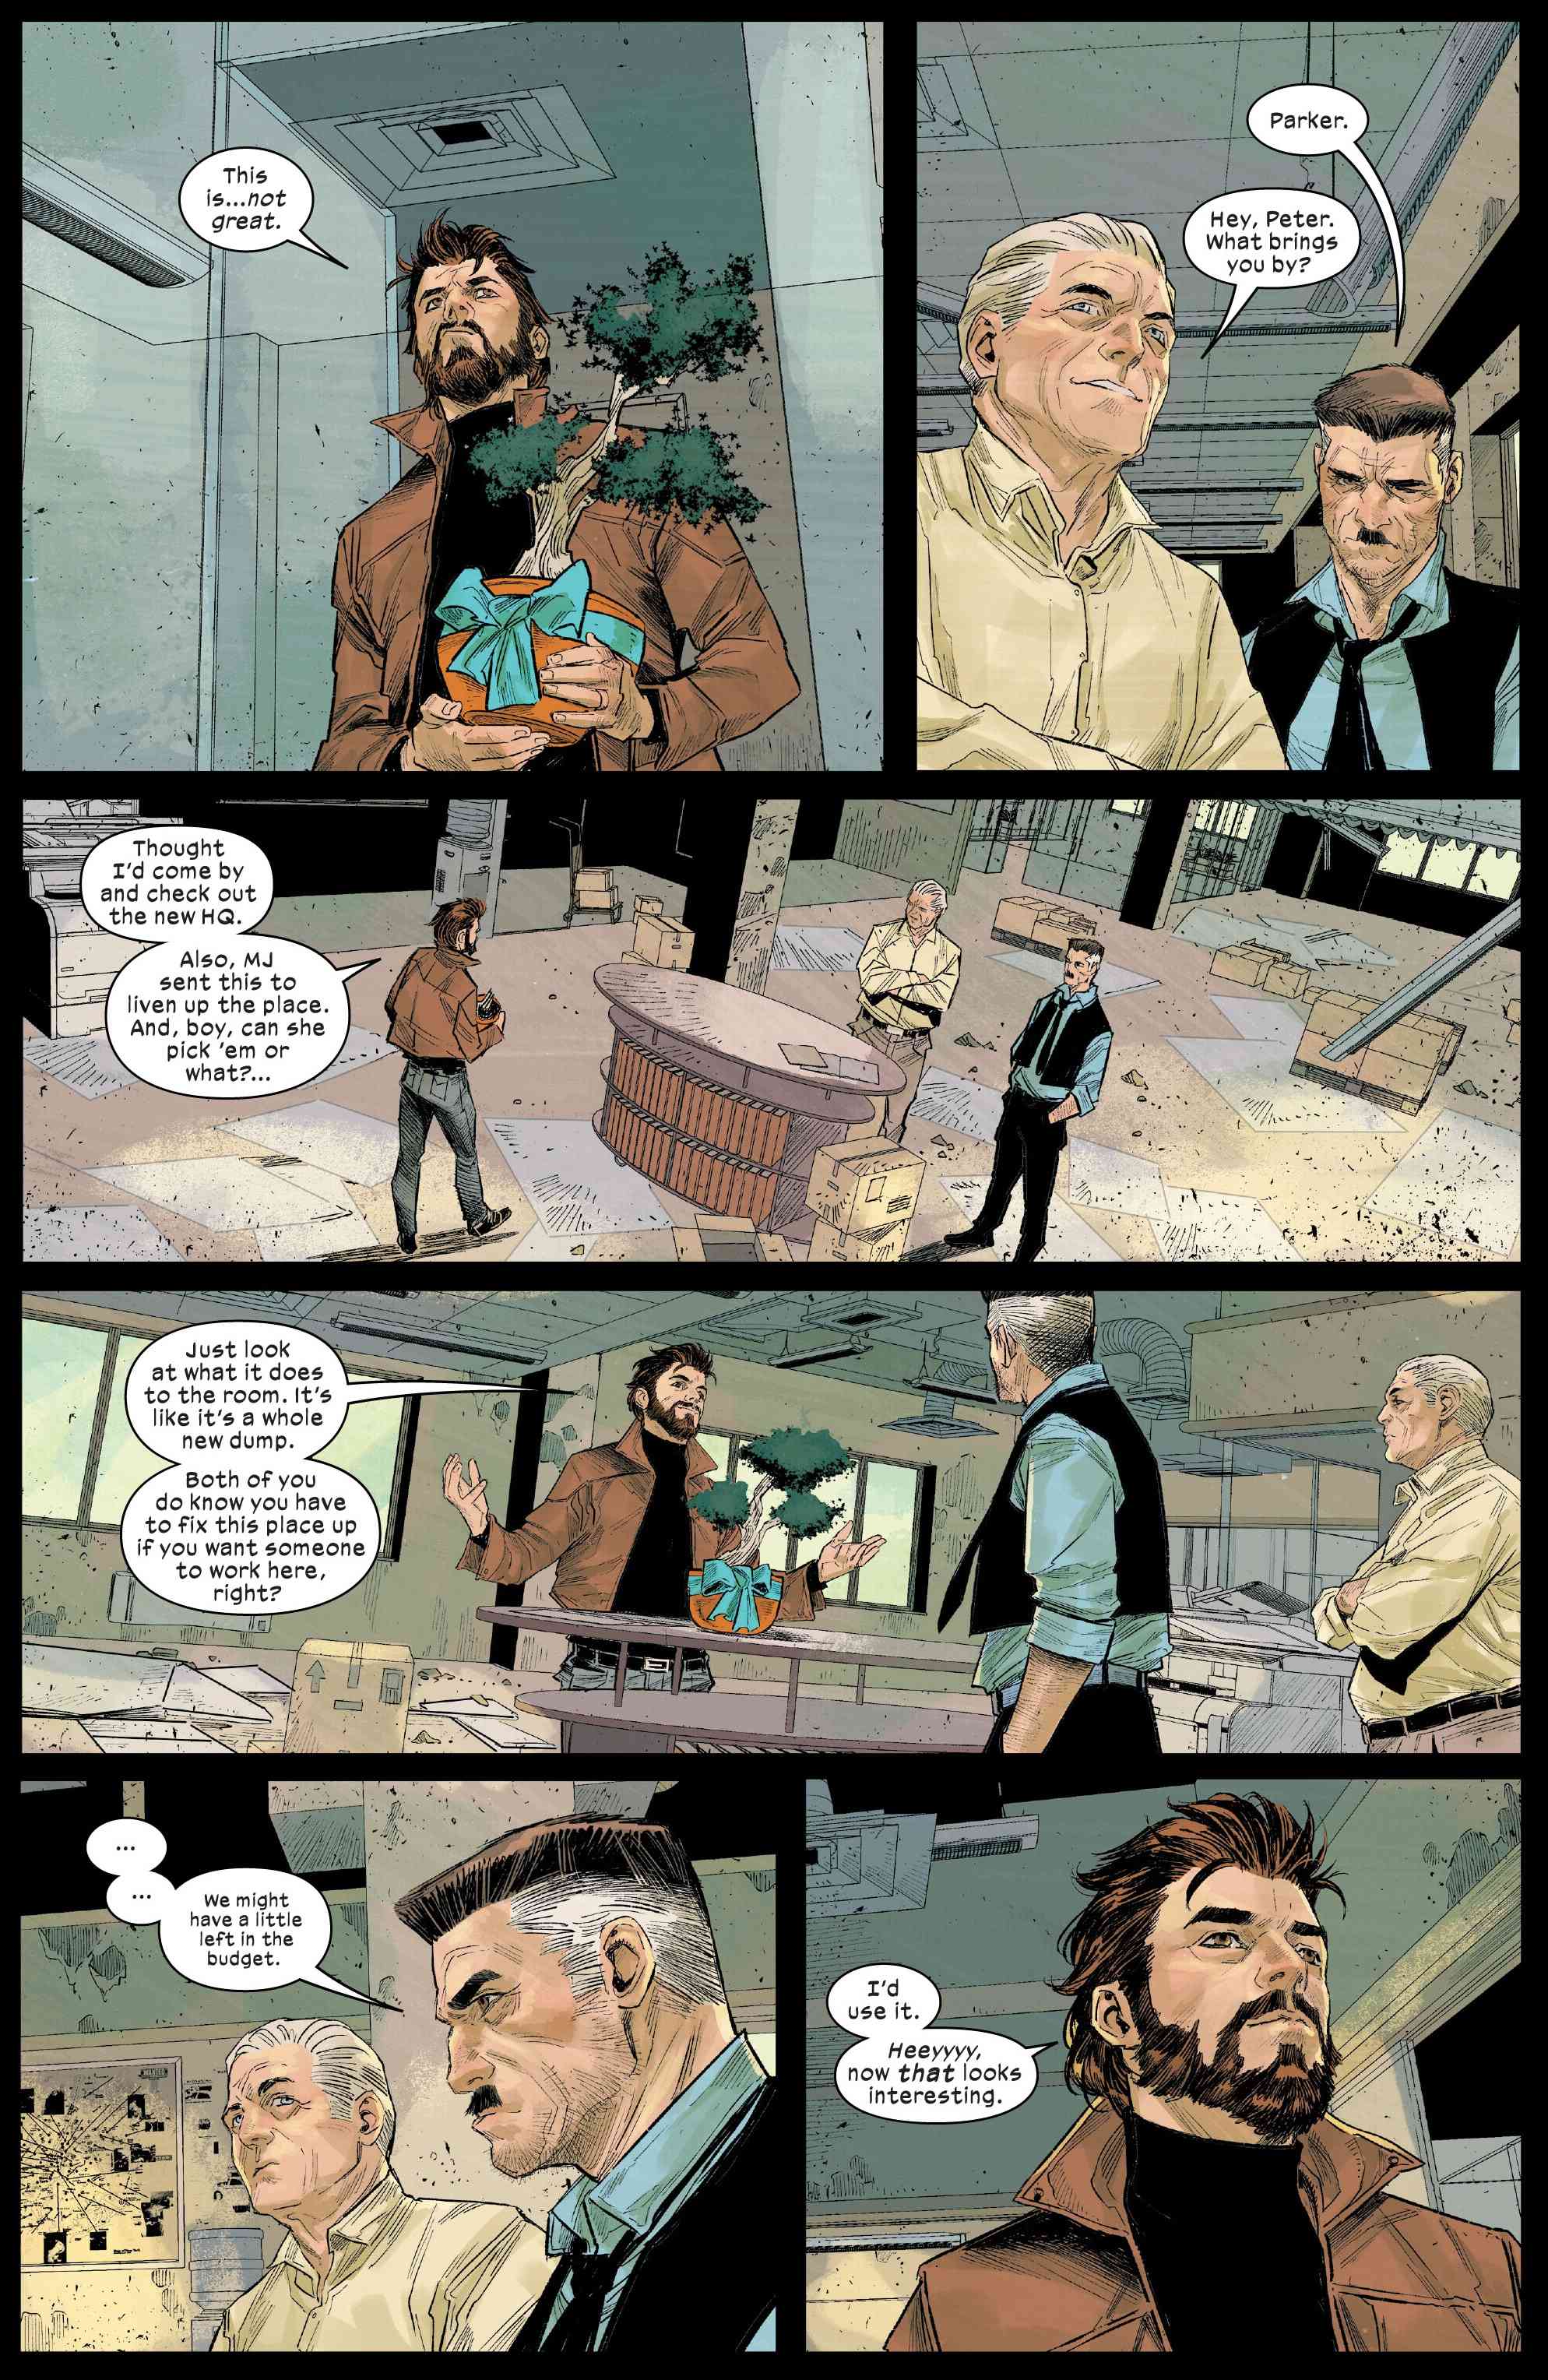 This
is...not
great.
Parker.
Hey, Peter.
What brings
you by?
Thought
I'd come by
and check out
the new HQ.
Also, MJ
sent this to
liven up the place.
And, boy, can she
pick 'em or
what?...
Just look
at what it does
to the room. It's
like it's a whole
new dump.
Both of you
do know you have
to fix this place up
if you want someone
to work here,
right?
...
...
We might
have a little
left in the
budget.
I'd
use it.
Heeyyyy,
now that looks
interesting.